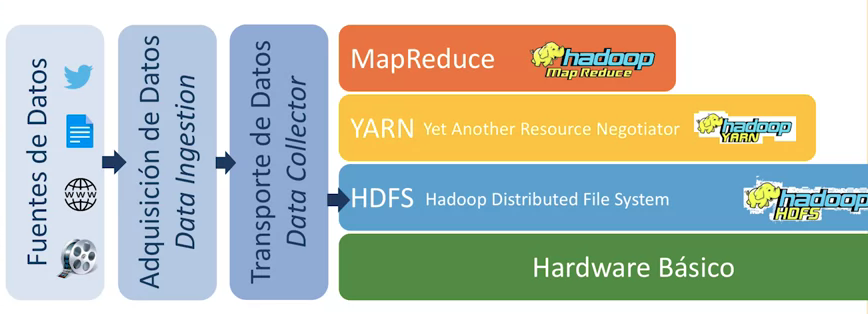 Fuentes de Datos
WWW
Adquisición de Datos
Data Ingestion
Transporte de Datos
Data Collector
MapReduce
hadoop
Map Reduce
YARN Yet Another Resource Negotiator
hadoop
YARN
HDFS Hadoop Distributed File System
hadoop
HDFS
Hardware Básico